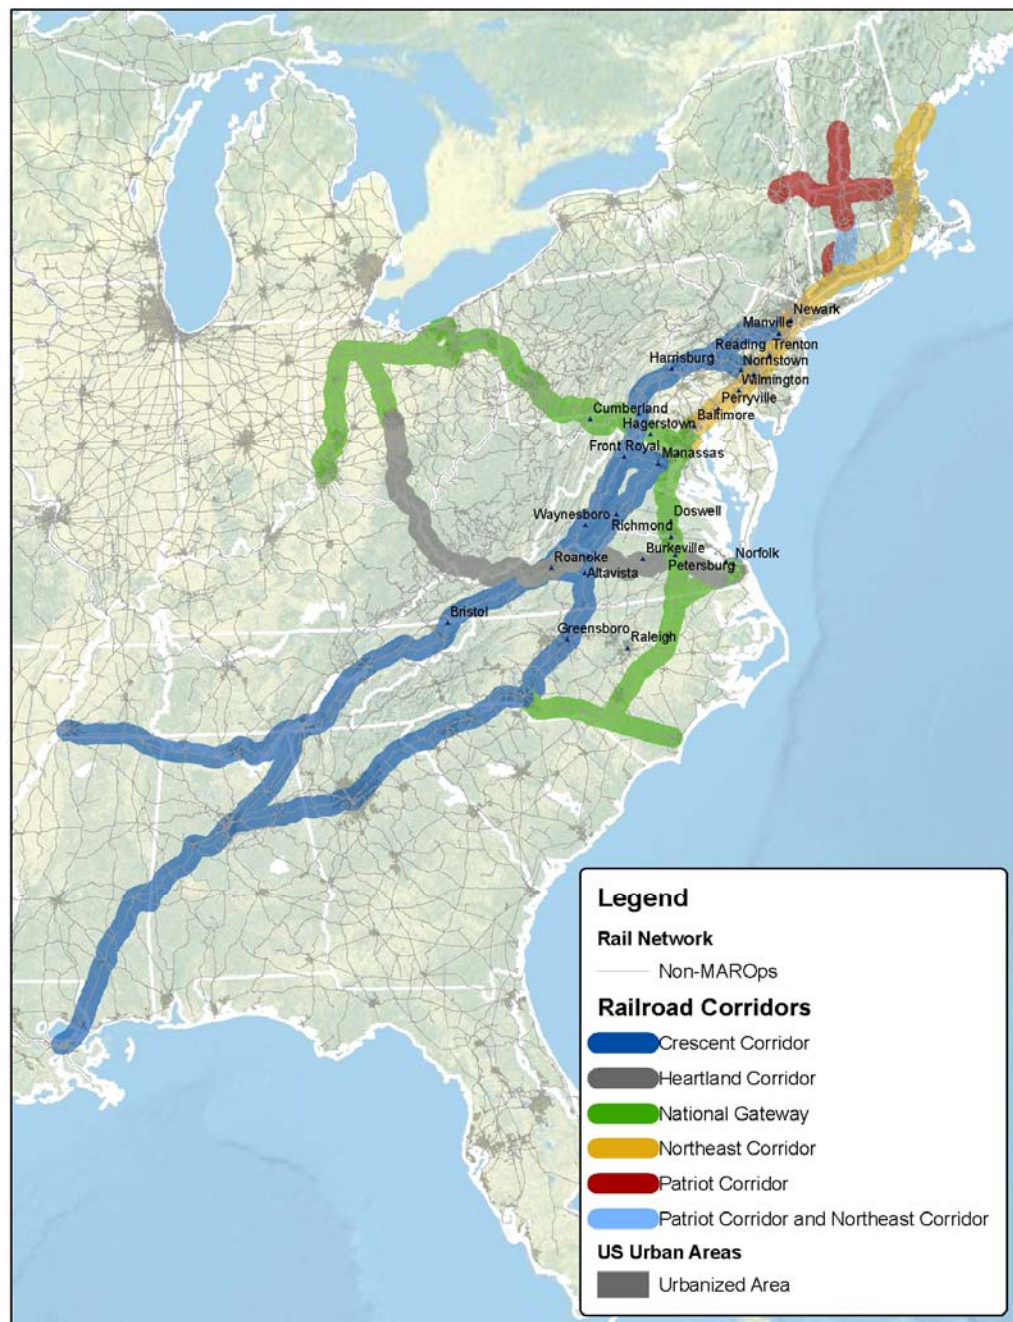 Newark
Manville
Reading Trenton
Harrisburg
Norristown
Wilmington
Perryville
Cumberland
Baltimore
Hagerstown
Front Royal
Manassas
Doswell
Waynesboro
Richmond
Burkeville
Norfolk
Roanoke
Petersburg
Altavista
Bristol
Greensboro
Raleigh
Legend
Rail Network
Non-MAROps
Railroad Corridors
Crescent Corridor
Heartland Corridor
National Gateway
Northeast Corridor
Patriot Corridor
Patriot Corridor and Northeast Corridor
US Urban Areas
Urbanized Area